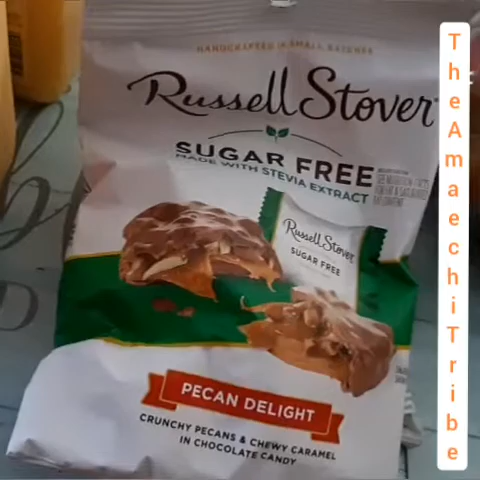 HANDCRAFTED IN SMALL BATCHES
Russell Stover
SUGAR FREE
MADE WITH STEVIA EXTRACT
Russell Stover
SUGAR FREE
PECAN DELIGHT
CRUNCHY PECANS & CHEWY CARAMEL
IN CHOCOLATE CANDY
TheAmaechiTribe